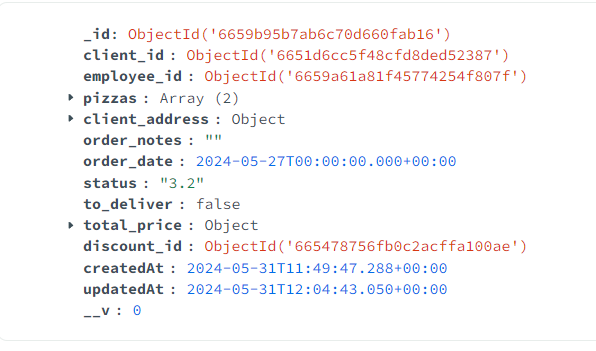 _id: ObjectId('6659b95b7ab6c70d660fab16')
client_id: ObjectId('6651d6cc5f48cfd8ded52387')
employee_id: ObjectId('6659a61a81f45774254f807f')
pizzas: Array (2)
client_address: Object
order_notes: ""
order_date: 2024-05-27T00:00:00.000+00:00
status: "3.2"
to_deliver: false
total_price: Object
discount_id: ObjectId('665478756fb0c2acffa100ae')
createdAt: 2024-05-31T11:49:47.288+00:00
updatedAt: 2024-05-31T12:04:43.050+00:00
__v: 0